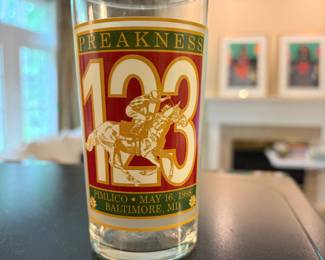 PREAKNESS
123
PIMLICO • MAY 16, 1998
BALTIMORE, MD